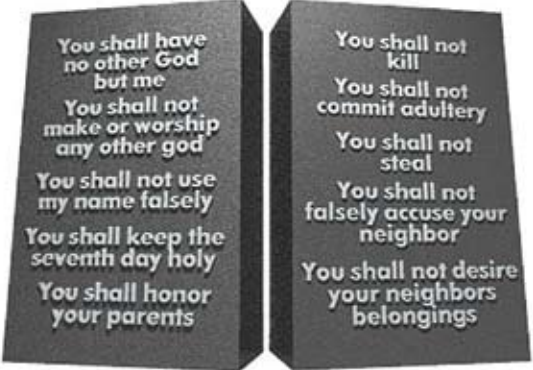 You shall have
no other God
but me
You shall not
make or worship
any other god
You shall not use
my name falsely
You shall keep the
seventh day holy
You shall honor
your parents
You shall not
kill
You shall not
commit adultery
You shall not
steal
You shall not
falsely accuse your
neighbor
You shall not desire
your neighbors
belongings